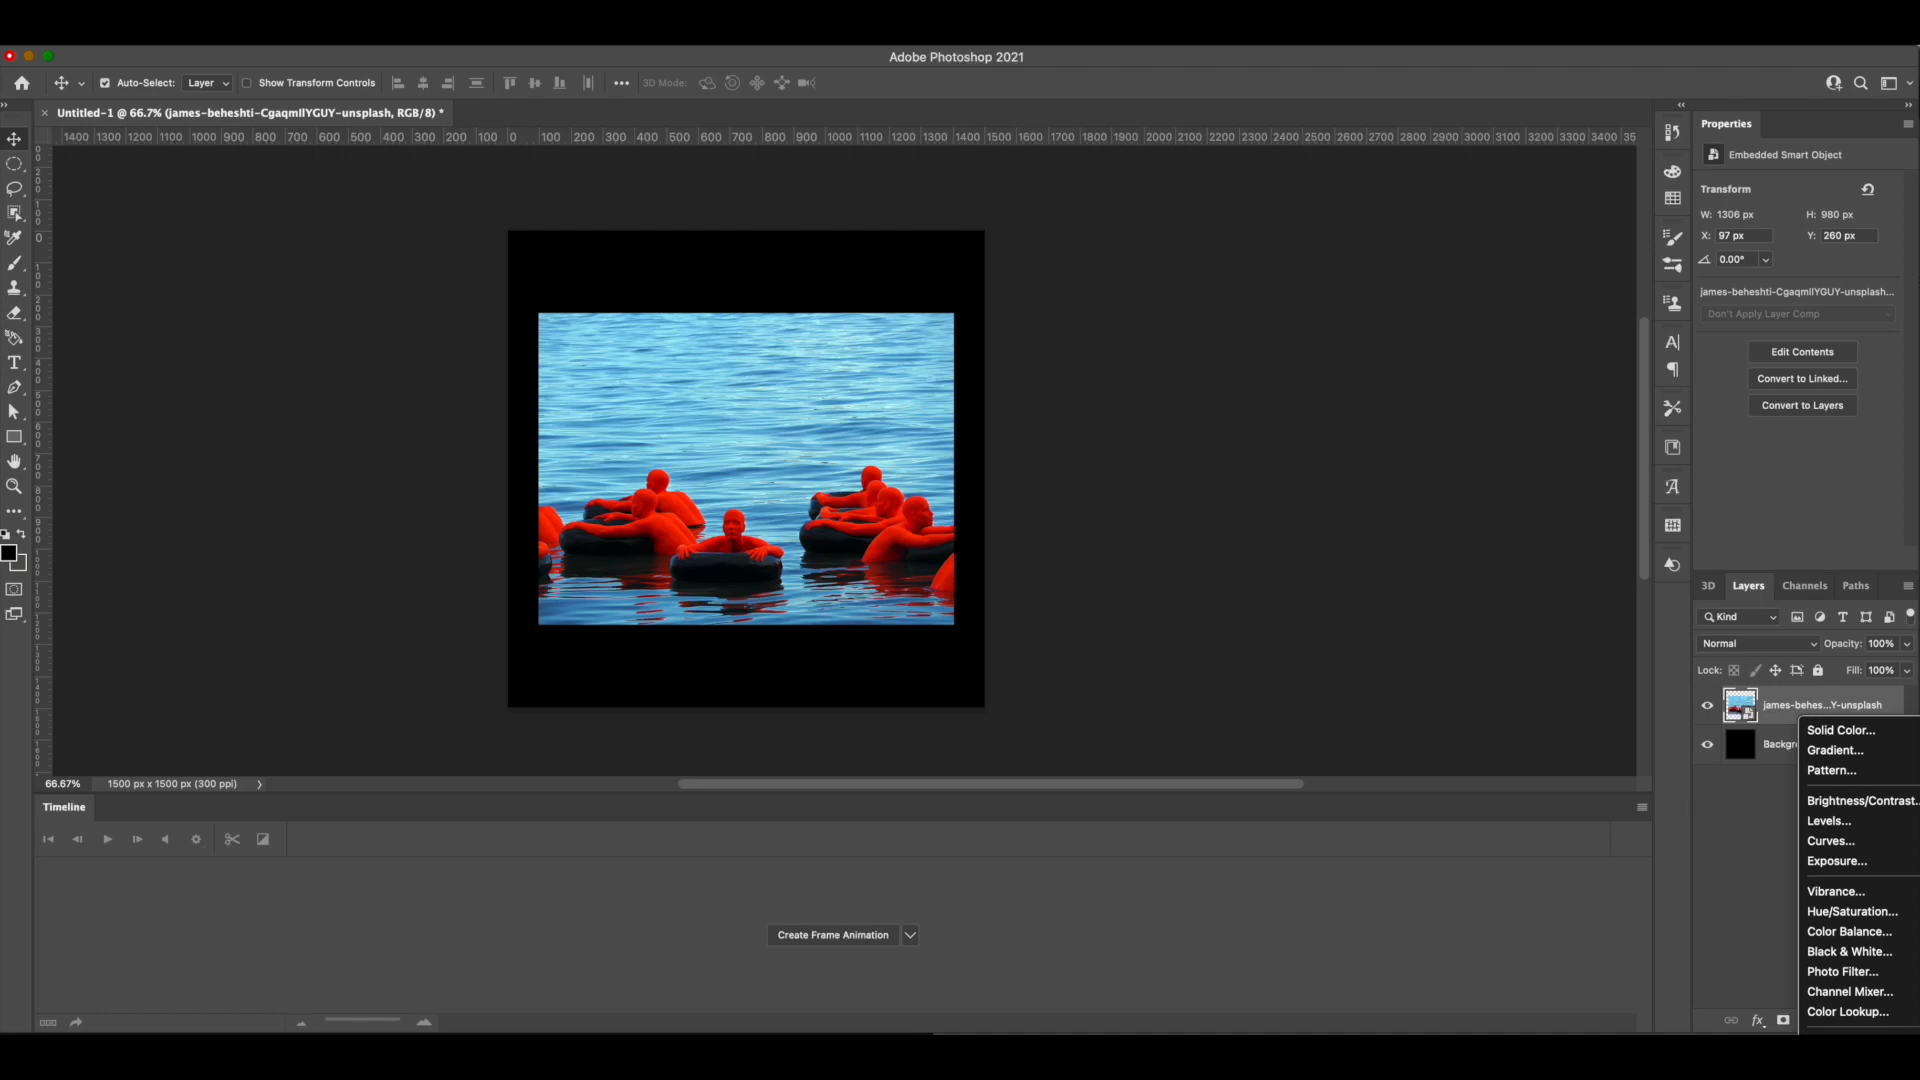 Adobe Photoshop 2021
Auto-Select: Layer Show Transform Controls 3D Mode:
Untitled-1 @ 66.7% (james-beheshti-CgaqmIIYGUY-unsplash, RGB/8) *
1400 1300 1200 1100 1000 900 800 700 600 500 400 300 200 100 0 100 200 300 400 500 600 700 800 900 1000 1100 1200 1300 1400 1500 1600 1700 1800 1900 2000 2100 2200 2300 2400 2500 2600 2700 2800 2900 3000 3100 3200 3300 3400 35
Properties
Embedded Smart Object
Transform
W: 1306 px H: 980 px
X: 97 px Y: 260 px
0.00°
james-beheshti-CgaqmIIYGUY-unsplash...
Don't Apply Layer Comp
Edit Contents
Convert to Linked...
Convert to Layers
3D Layers Channels Paths
Kind
Normal Opacity: 100%
Lock: Fill: 100%
james-behes...Y-unsplash
Backgr
Solid Color...
Gradient...
Pattern...
Brightness/Contrast..
Levels...
Curves...
Exposure...
Vibrance...
Hue/Saturation...
Color Balance...
Black & White...
Photo Filter...
Channel Mixer...
Color Lookup...
fx
66.67% 1500 px x 1500 px (300 ppi)
Timeline
Create Frame Animation